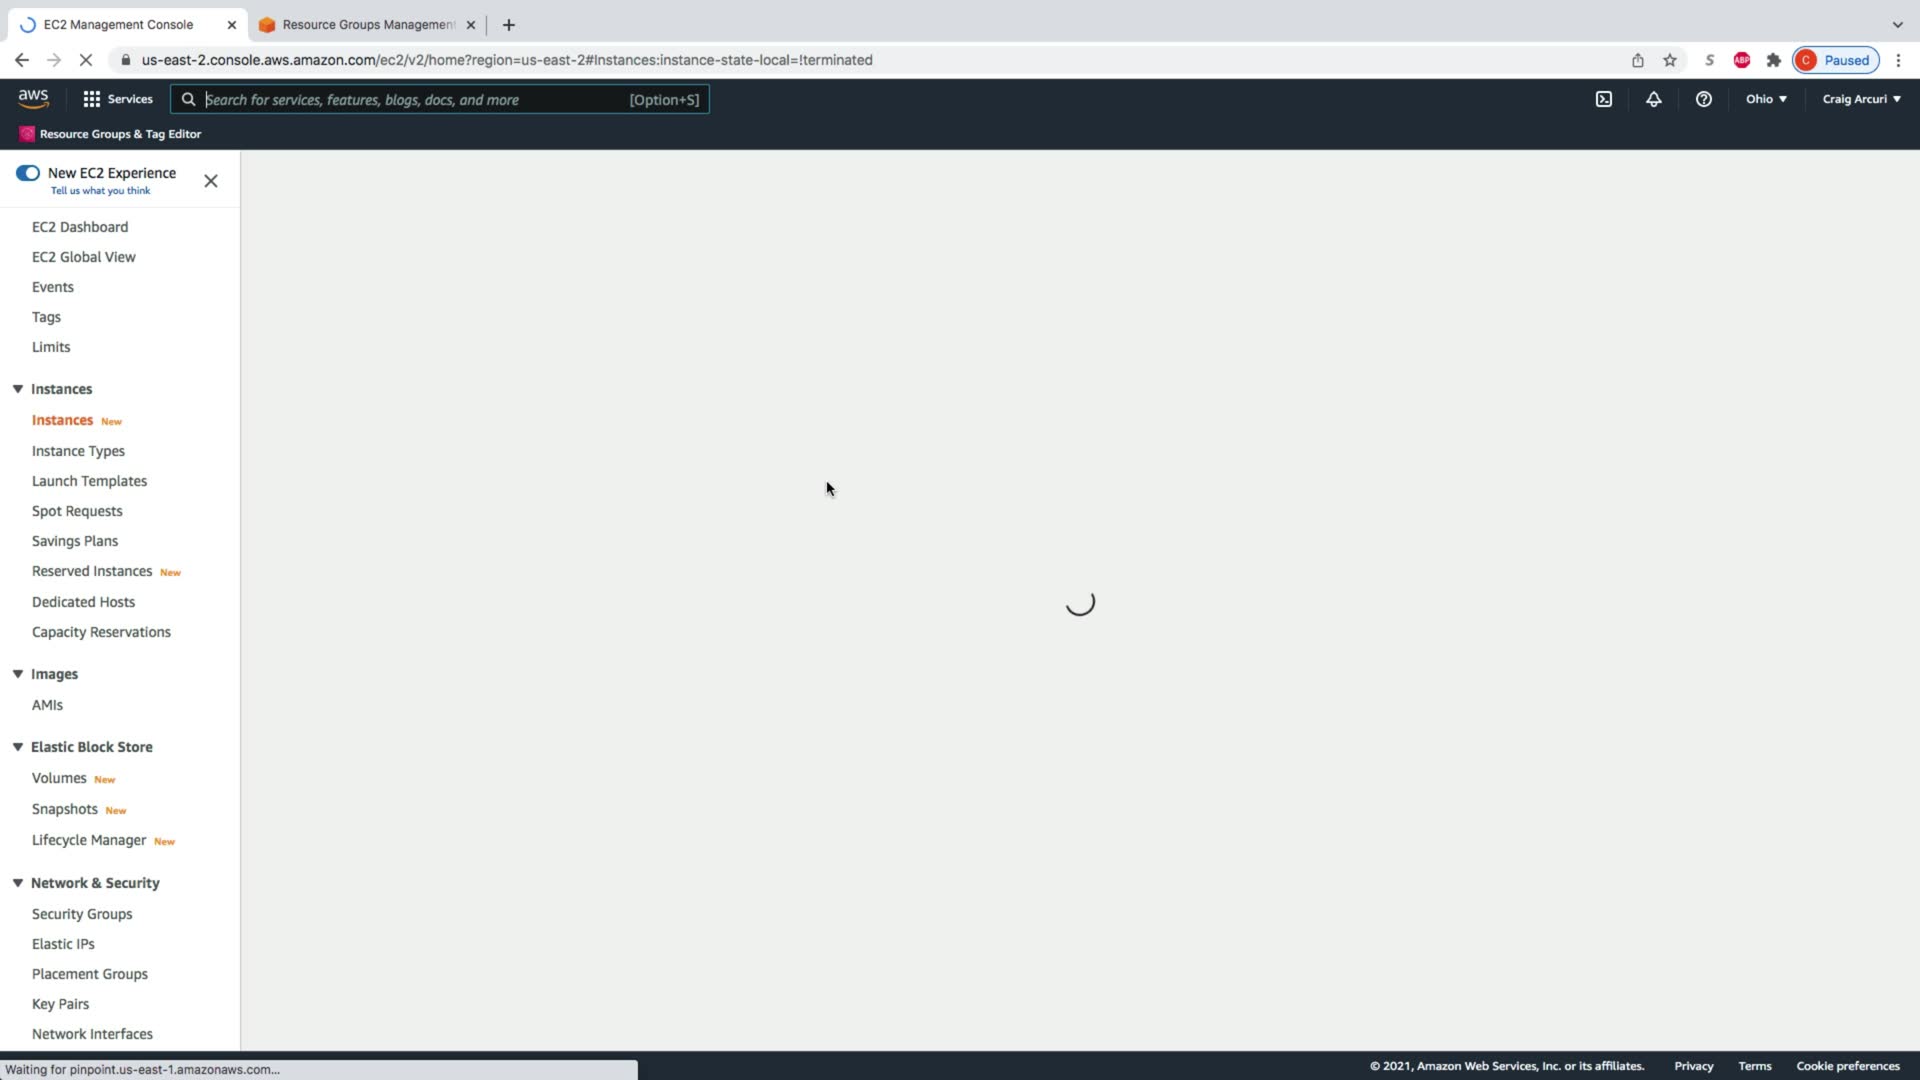 EC2 Management Console
Resource Groups Management
us-east-2.console.aws.amazon.com/ec2/v2/home?region=us-east-2#Instances:instance-state-local=!terminated
S
ABP
C
Paused
aws
Services
Search for services, features, blogs, docs, and more
[Option+S]
Ohio
Craig Arcuri
Resource Groups & Tag Editor
New EC2 Experience
Tell us what you think
EC2 Dashboard
EC2 Global View
Events
Tags
Limits
Instances
Instances New
Instance Types
Launch Templates
Spot Requests
Savings Plans
Reserved Instances New
Dedicated Hosts
Capacity Reservations
Images
AMIs
Elastic Block Store
Volumes New
Snapshots New
Lifecycle Manager New
Network & Security
Security Groups
Elastic IPs
Placement Groups
Key Pairs
Network Interfaces
Waiting for pinpoint.us-east-1.amazonaws.com...
© 2021, Amazon Web Services, Inc. or its affiliates.
Privacy
Terms
Cookie preferences